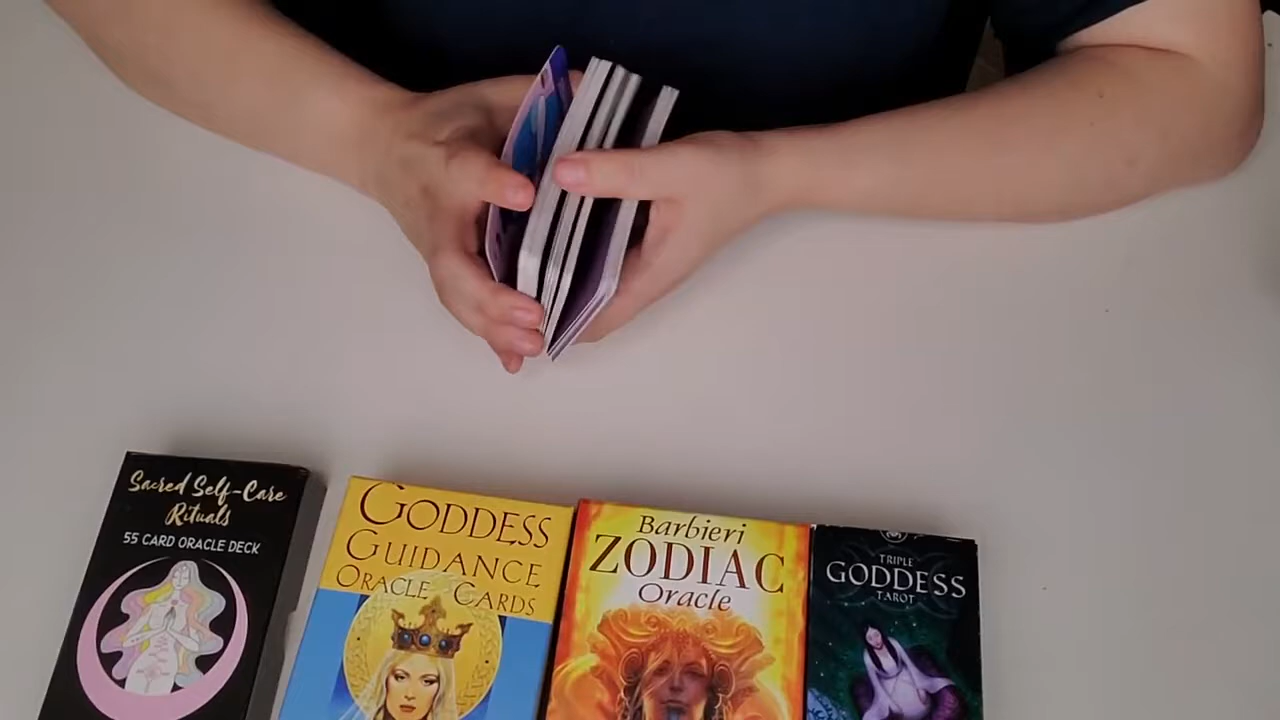 Sacred Self-Care
Rituals
55 CARD ORACLE DECK
GODDESS
GUIDANCE
ORACLE CARDS
Barbieri
ZODIAC
Oracle
TRIPLE
GODDESS
TAROT